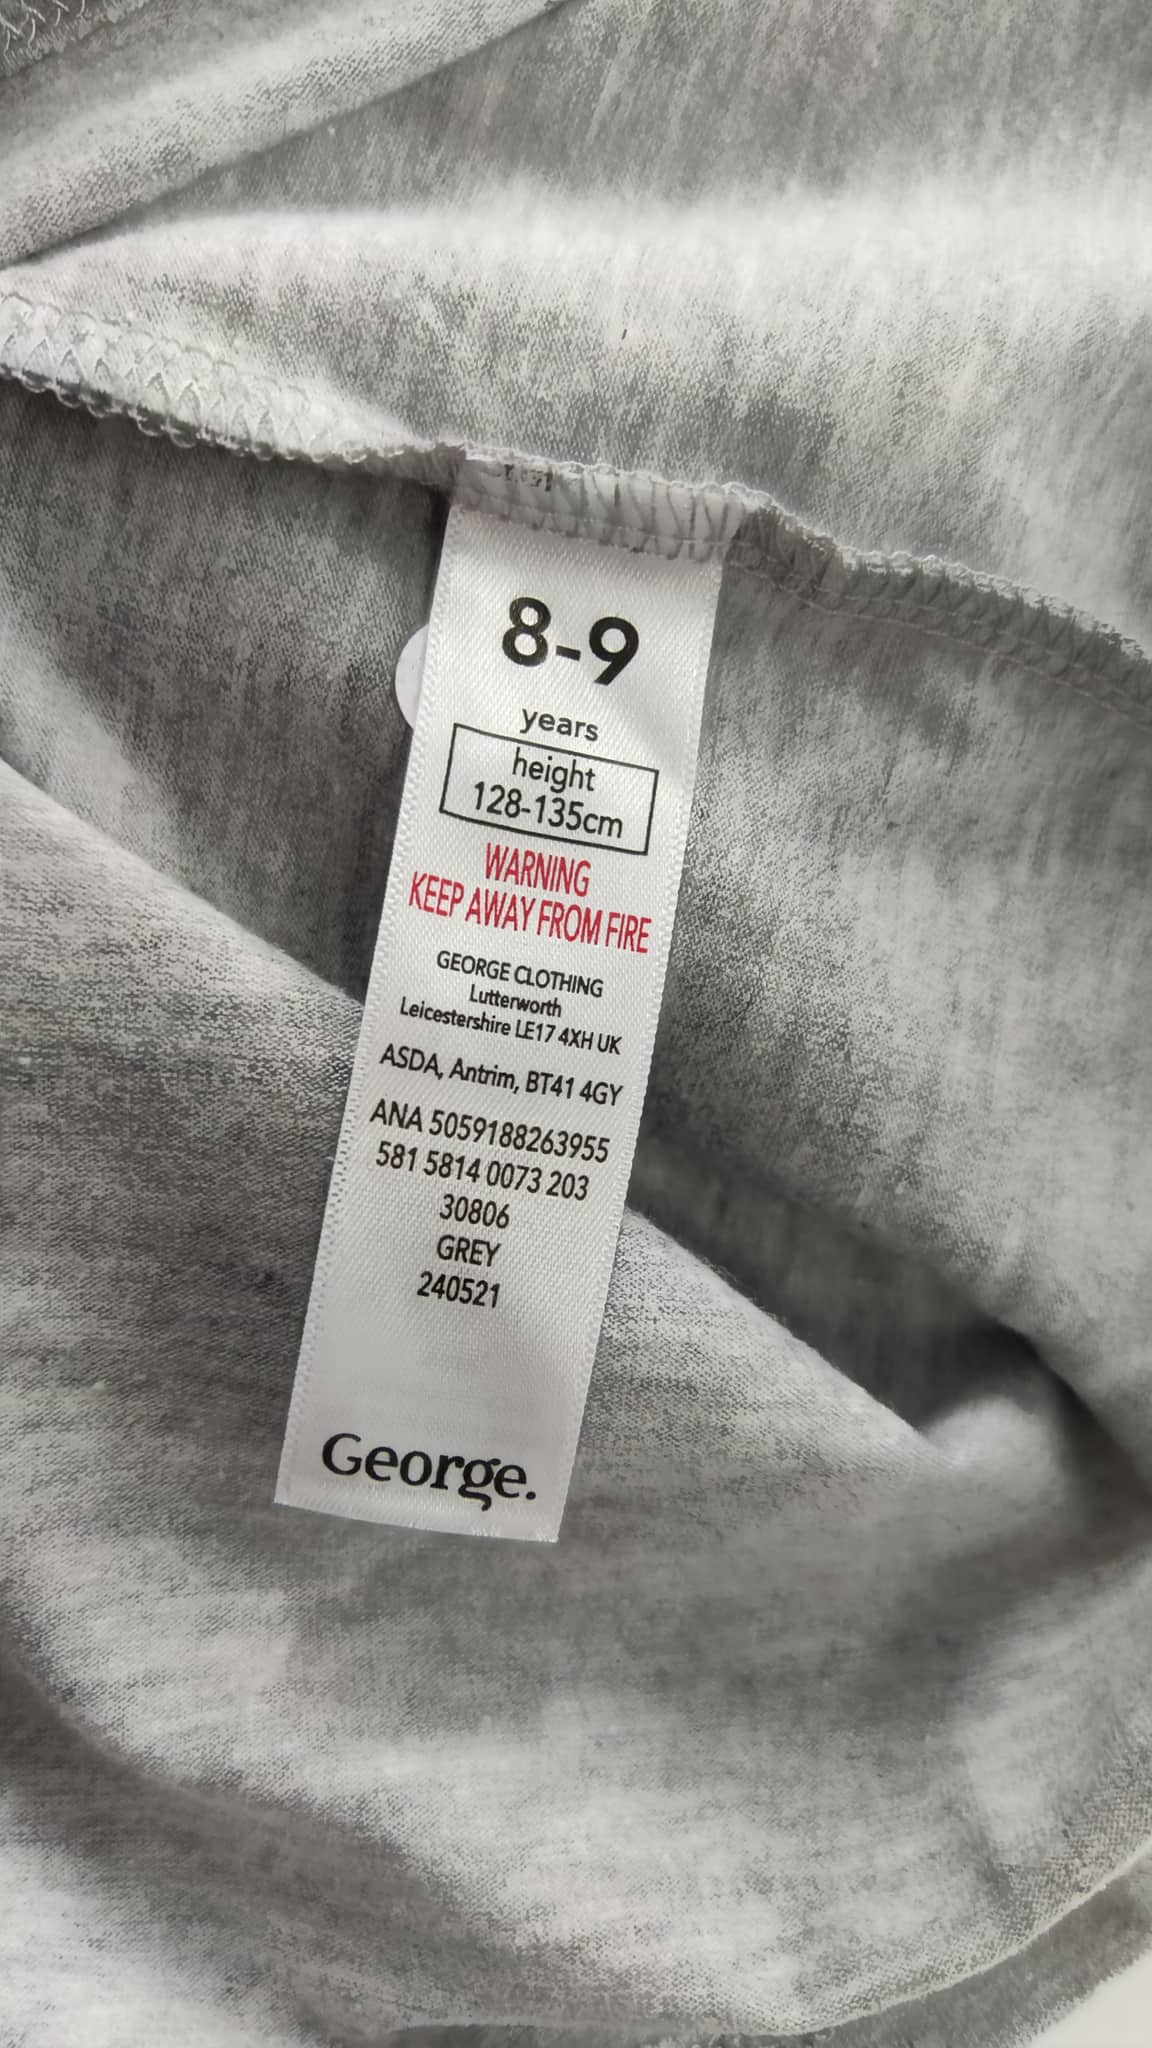 8-9
years
height
128-135cm
WARNING
KEEP AWAY FROM FIRE
GEORGE CLOTHING
Lutterworth
Leicestershire LE17 4XH UK
ASDA, Antrim, BT41 4GY
ANA 5059188263955
581 5814 0073 203
30806
GREY
240521
George.